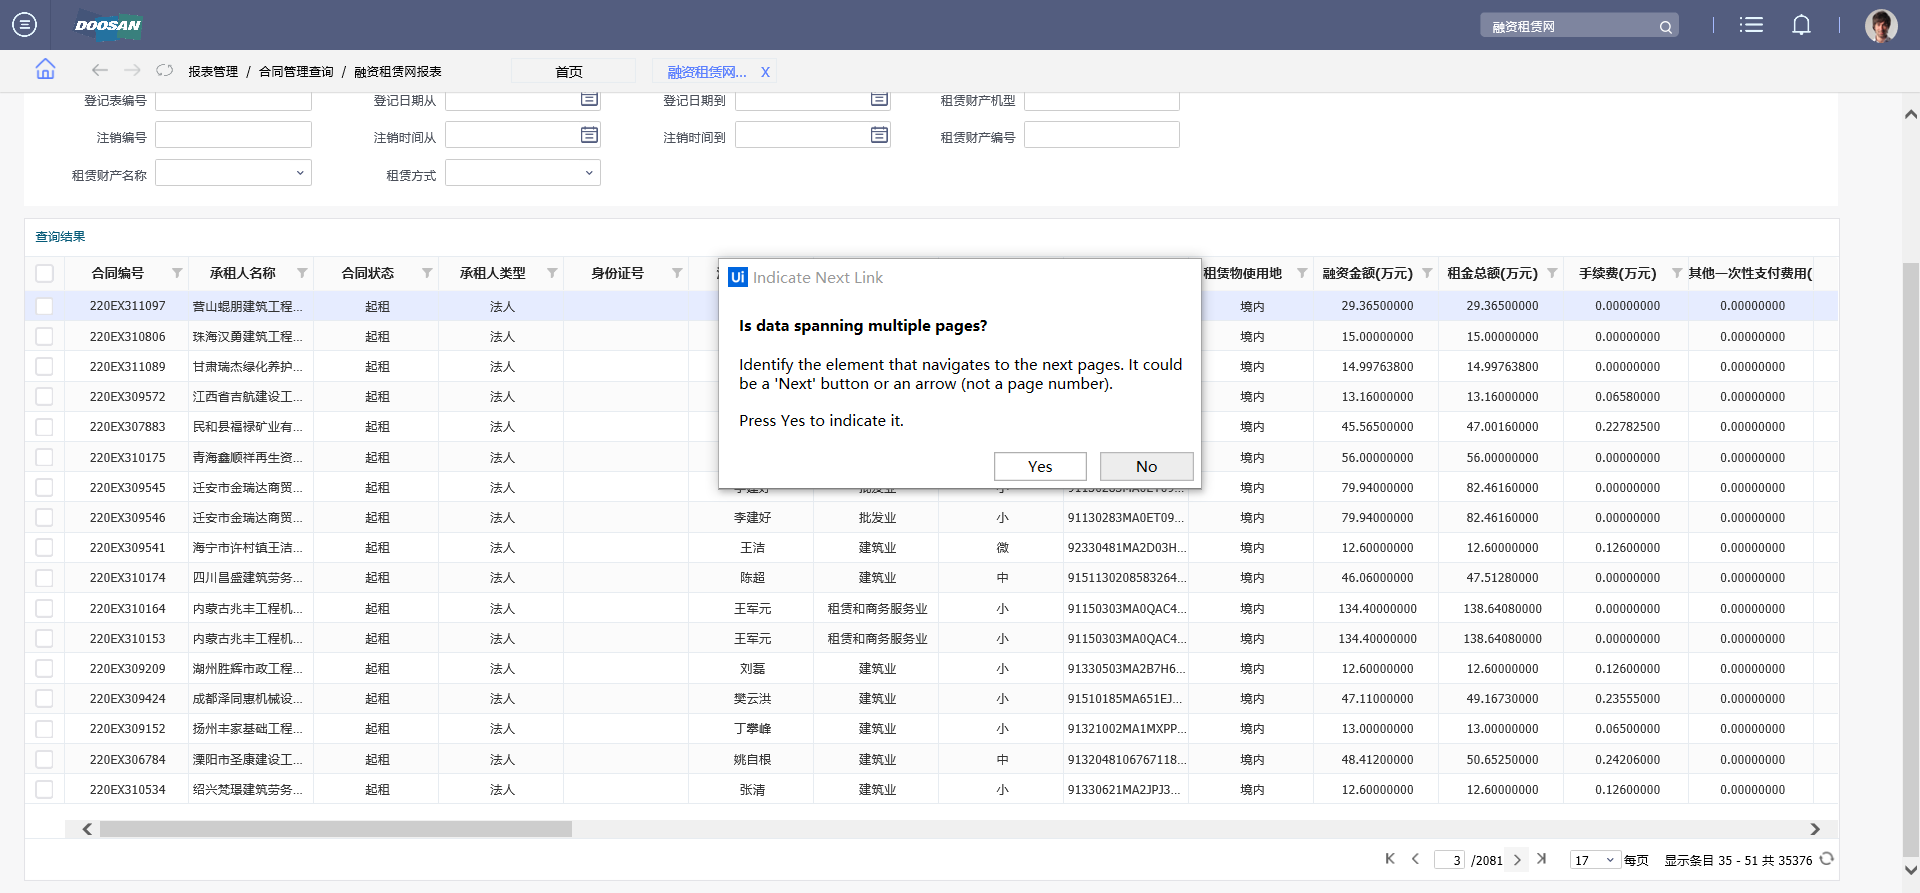 DOOSAN
融资租赁网
报表管理 / 合同管理查询 / 融资租赁网报表
首页
融资租赁网... X
登记表编号 登记日期从 登记日期到 租赁财产机型
注销编号 注销时间从 注销时间到 租赁财产编号
租赁财产名称 租赁方式
查询结果
合同编号 承租人名称 合同状态 承租人类型 身份证号 租赁物使用地 融资金额(万元) 租金总额(万元) 手续费(万元) 其他一次性支付费用(
Ui Indicate Next Link
Is data spanning multiple pages?
Identify the element that navigates to the next pages. It could
be a 'Next' button or an arrow (not a page number).
Press Yes to indicate it.
Yes No
220EX311097 营山崐朋建筑工程... 起租 法人 境内 29.36500000 29.36500000 0.00000000 0.00000000
220EX310806 珠海汉勇建筑工程... 起租 法人 境内 15.00000000 15.00000000 0.00000000 0.00000000
220EX311089 甘肃瑞杰绿化养护... 起租 法人 境内 14.99763800 14.99763800 0.00000000 0.00000000
220EX309572 江西省吉航建设工... 起租 法人 境内 13.16000000 13.16000000 0.06580000 0.00000000
220EX307883 民和县福禄矿业有... 起租 法人 境内 45.56500000 47.00160000 0.22782500 0.00000000
220EX310175 青海鑫顺祥再生资... 起租 法人 境内 56.00000000 56.00000000 0.00000000 0.00000000
220EX309545 迁安市金瑞达商贸... 起租 法人 李建好 批发业 小 91130283MA0ET09... 境内 79.94000000 82.46160000 0.00000000 0.00000000
220EX309546 迁安市金瑞达商贸... 起租 法人 李建好 批发业 小 91130283MA0ET09... 境内 79.94000000 82.46160000 0.00000000 0.00000000
220EX309541 海宁市许村镇王洁... 起租 法人 王洁 建筑业 微 92330481MA2D03H... 境内 12.60000000 12.60000000 0.12600000 0.00000000
220EX310174 四川昌盛建筑劳务... 起租 法人 陈超 建筑业 中 9151130208583264... 境内 46.06000000 47.51280000 0.00000000 0.00000000
220EX310164 内蒙古兆丰工程机... 起租 法人 王军元 租赁和商务服务业 小 91150303MA0QAC4... 境内 134.40000000 138.64080000 0.00000000 0.00000000
220EX310153 内蒙古兆丰工程机... 起租 法人 王军元 租赁和商务服务业 小 91150303MA0QAC4... 境内 134.40000000 138.64080000 0.00000000 0.00000000
220EX309209 湖州胜辉市政工程... 起租 法人 刘磊 建筑业 小 91330503MA2B7H6... 境内 12.60000000 12.60000000 0.12600000 0.00000000
220EX309424 成都泽同惠机械设... 起租 法人 樊云洪 建筑业 小 91510185MA651EJ... 境内 47.11000000 49.16730000 0.23555000 0.00000000
220EX309152 扬州丰家基础工程... 起租 法人 丁攀峰 建筑业 小 91321002MA1MXPP... 境内 13.00000000 13.00000000 0.06500000 0.00000000
220EX306784 溧阳市圣康建设工... 起租 法人 姚自根 建筑业 中 9132048106767118... 境内 48.41200000 50.65250000 0.24206000 0.00000000
220EX310534 绍兴梵璟建筑劳务... 起租 法人 张清 建筑业 小 91330621MA2JPJ3... 境内 12.60000000 12.60000000 0.12600000 0.00000000
3 /2081 17 每页 显示条目 35 - 51 共 35376